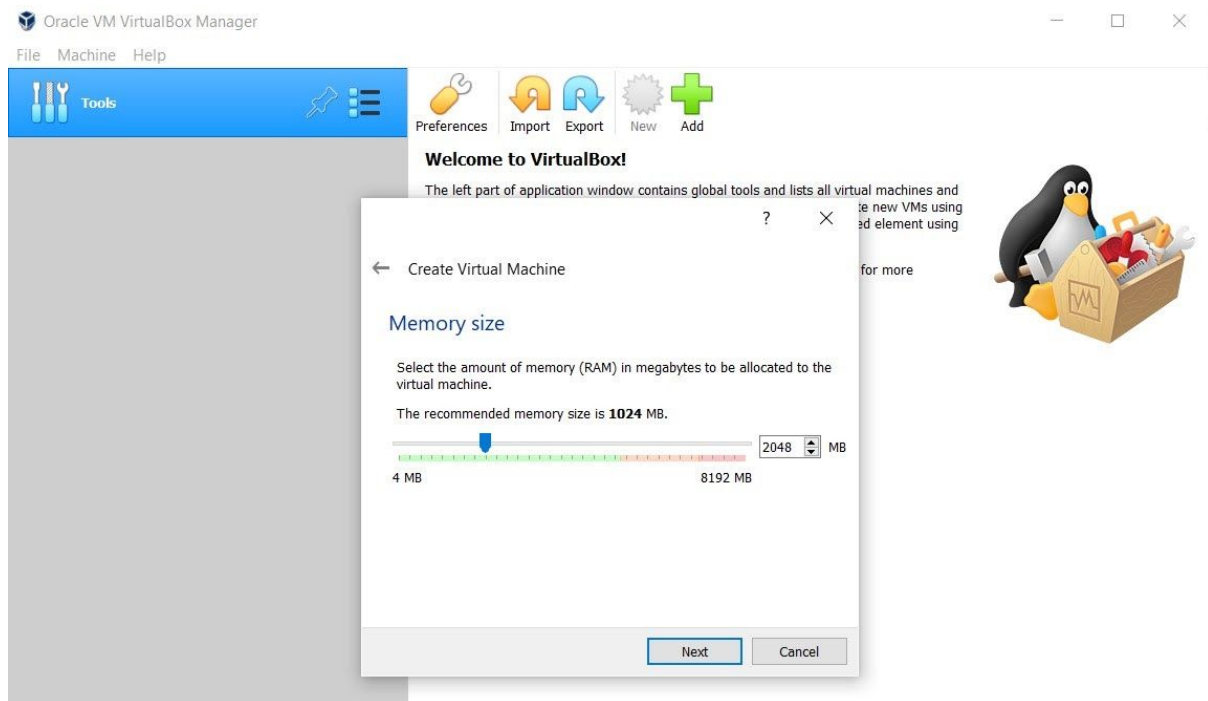 Oracle VM VirtualBox Manager
File Machine Help
Tools
Preferences Import Export New Add
Welcome to VirtualBox!
The left part of application window contains global tools and lists all virtual machines and
te new VMs using
ed element using
for more
?
Create Virtual Machine
Memory size
Select the amount of memory (RAM) in megabytes to be allocated to the
virtual machine.
The recommended memory size is 1024 MB.
2048 MB
4 MB 8192 MB
Next Cancel